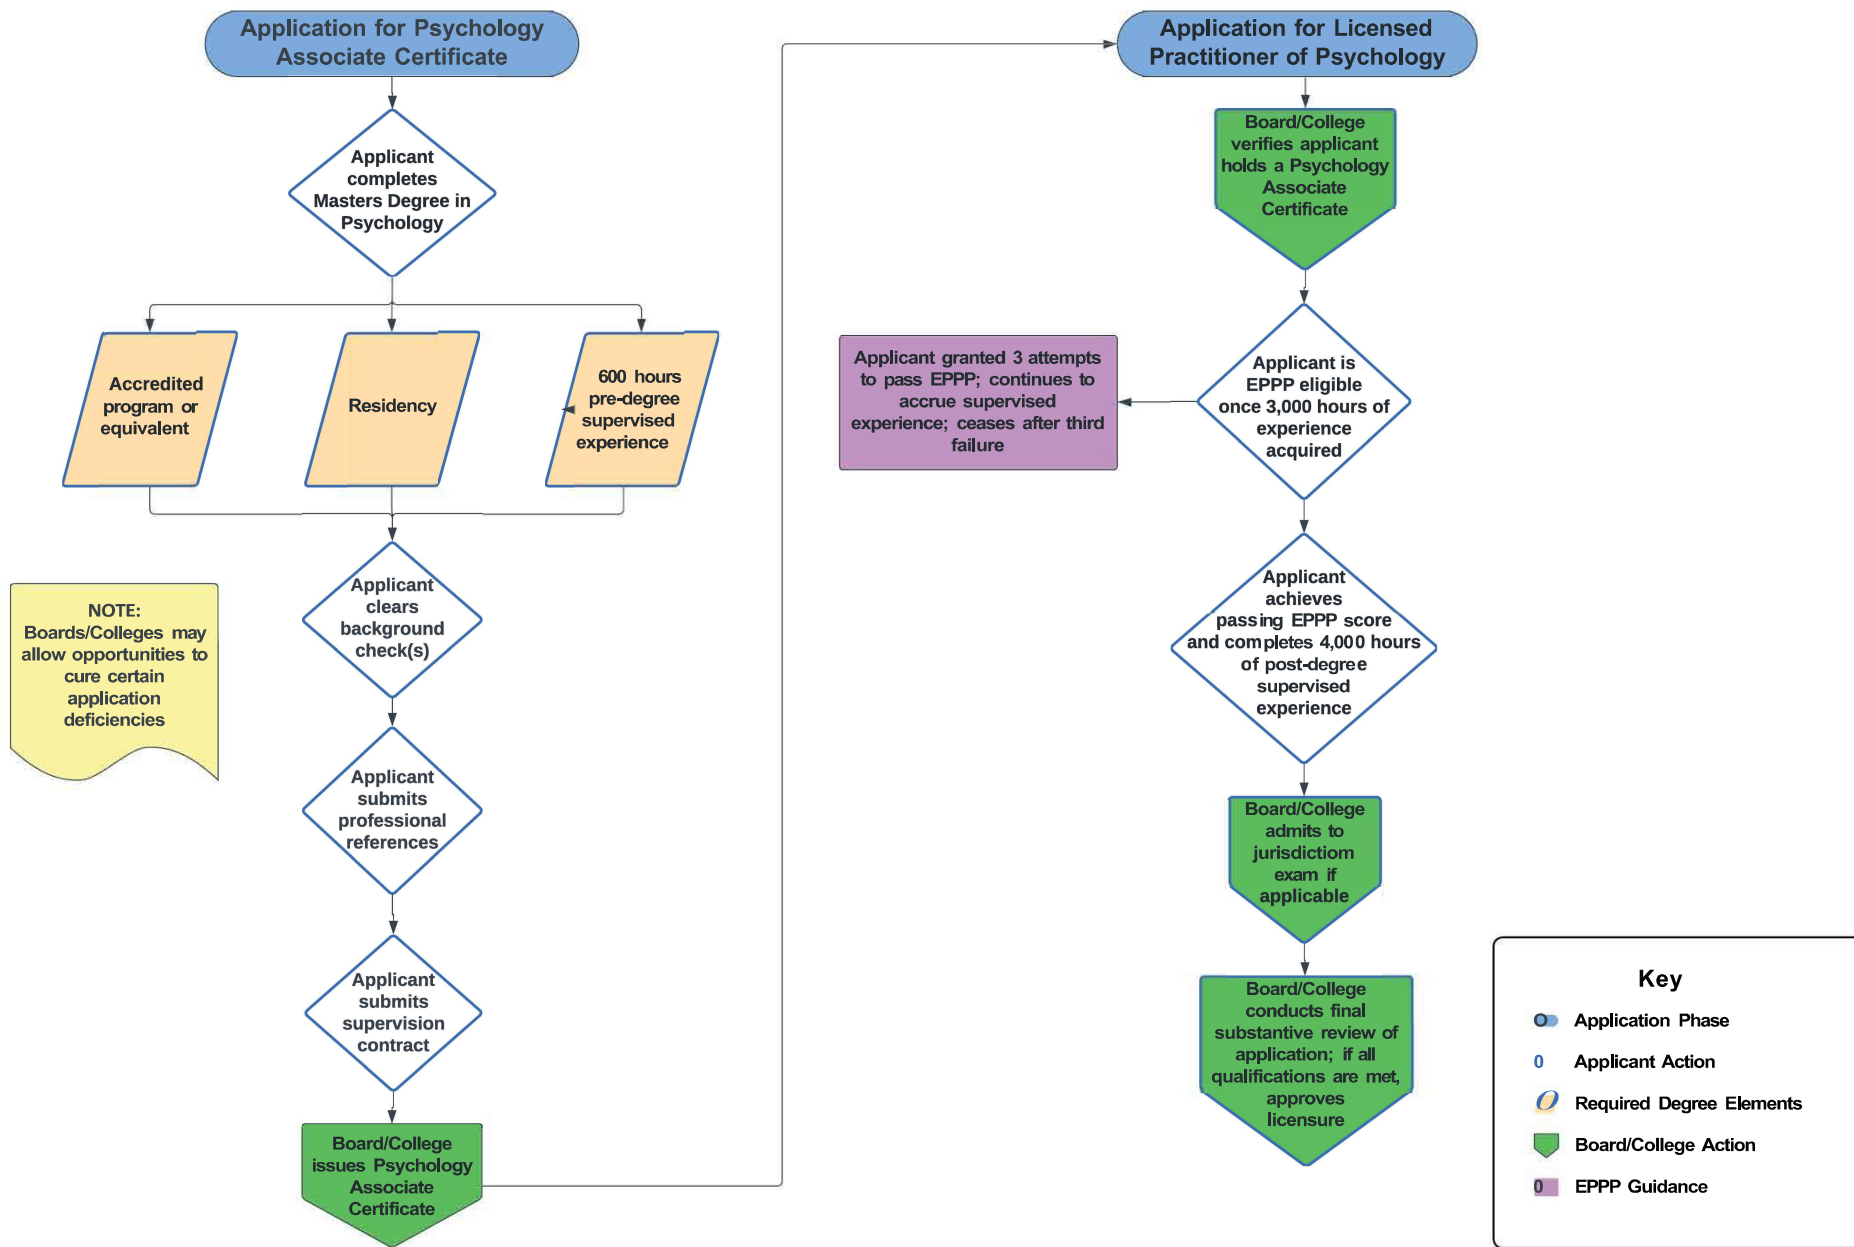 Application for Psychology
Associate Certificate
Applicant
completes
Masters Degree in
Psychology
Accredited
program or
equivalent
Residency
600 hours
pre-degree
supervised
experience
Applicant
clears
background
check(s)
NOTE:
Boards/Colleges may
allow opportunities to
cure certain
application
deficiencies
Applicant
submits
professional
references
Applicant
submits
supervision
contract
Board/College
issues Psychology
Associate
Certificate
Application for Licensed
Practitioner of Psychology
Board/College
verifies applicant
holds a Psychology
Associate
Certificate
Applicant is
EPPP eligible
once 3,000 hours of
experience
acquired
Applicant granted 3 attempts
to pass EPPP; continues to
accrue supervised
experience; ceases after third
failure
Applicant
achieves
passing EPPP score
and completes 4,000 hours
of post-degree
supervised
experience
Board/College
admits to
jurisdictiom
exam if
applicable
Board/College
conducts final
substantive review of
application; if all
qualifications are met,
approves
licensure
Key
Application Phase
0 Applicant Action
Required Degree Elements
Board/College Action
0 EPPP Guidance